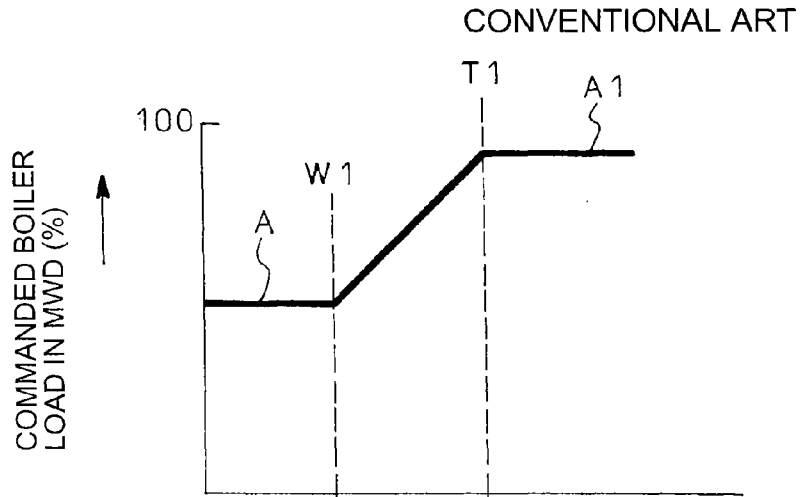 CONVENTIONAL ART
T1
A1
100
W1
A
COMMANDED BOILER
LOAD IN MWD (%)